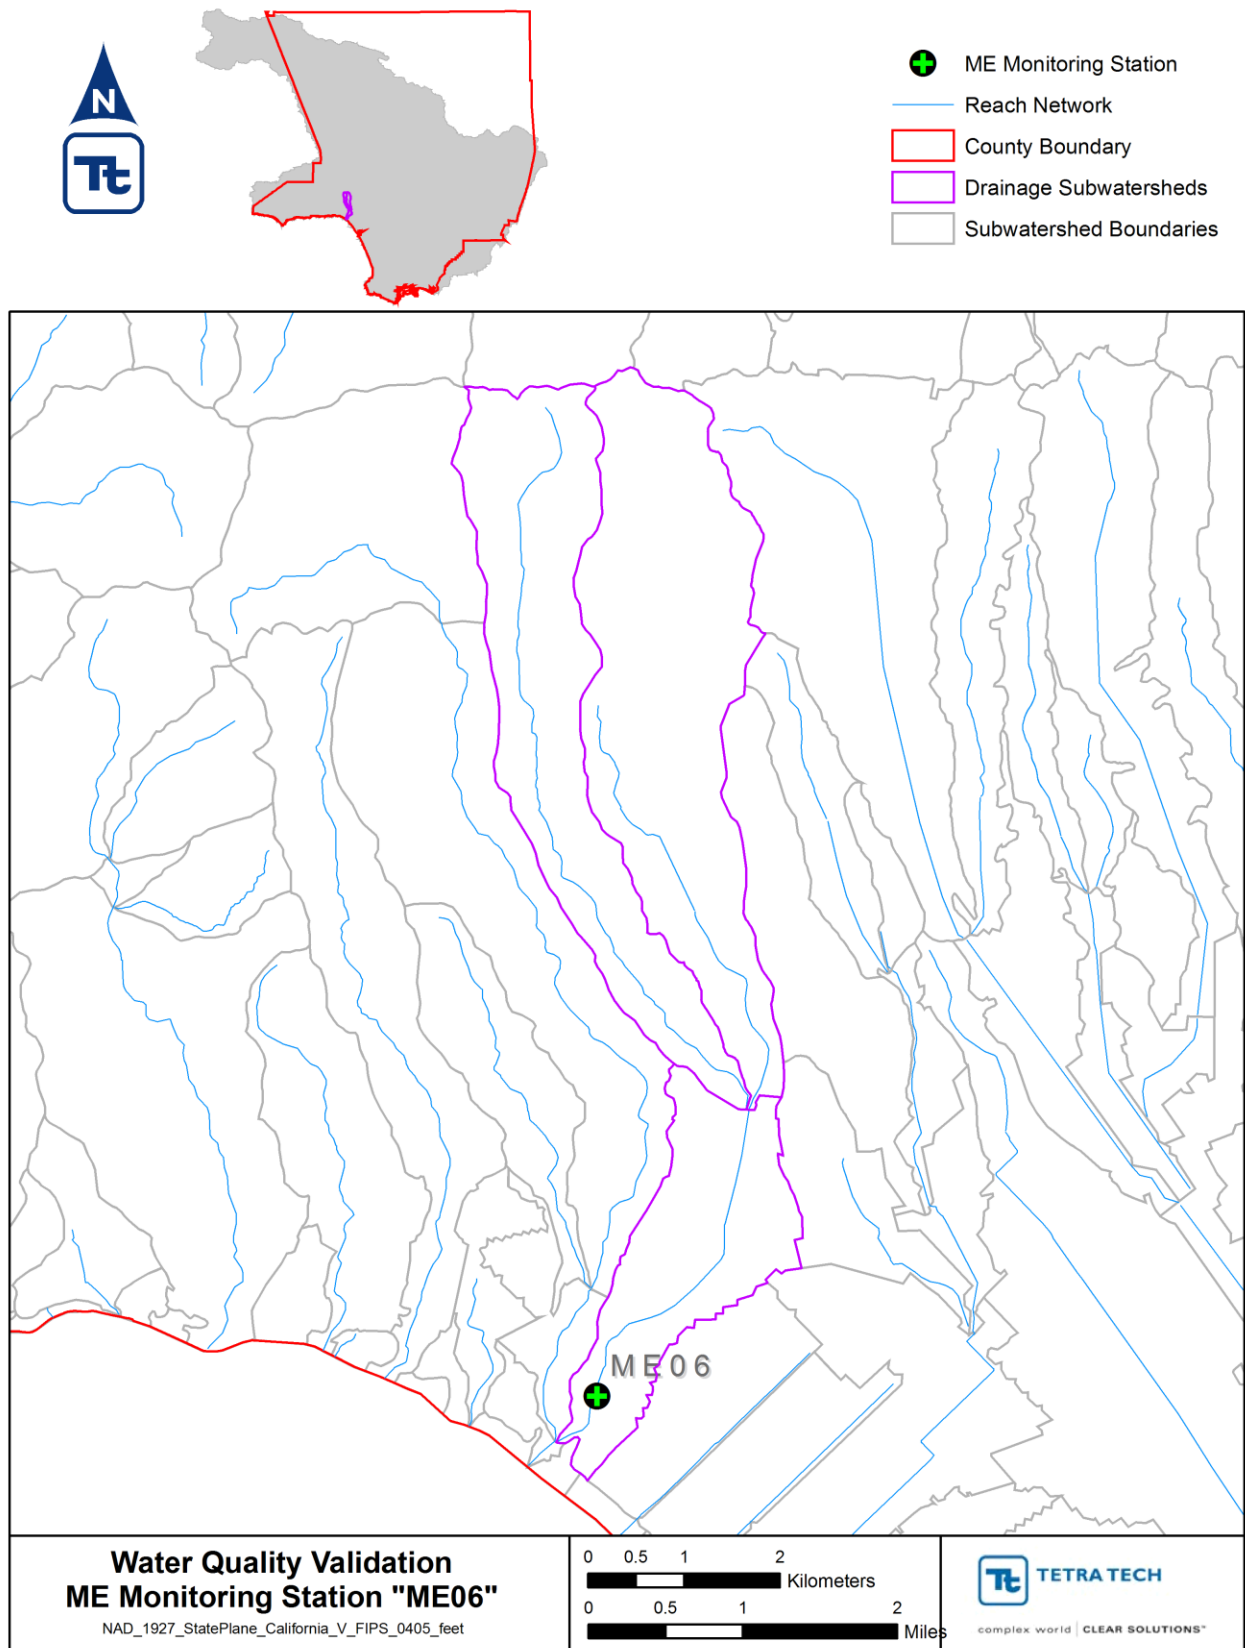 N
Tt
ME Monitoring Station
Reach Network
County Boundary
Drainage Subwatersheds
Subwatershed Boundaries
ME06
Water Quality Validation
ME Monitoring Station "ME06"
NAD_1927_StatePlane_California_V_FIPS_0405_feet
0 0.5 1 2
Kilometers
0 0.5 1 2
Miles
Tt TETRA TECH
complex world | CLEAR SOLUTIONS™